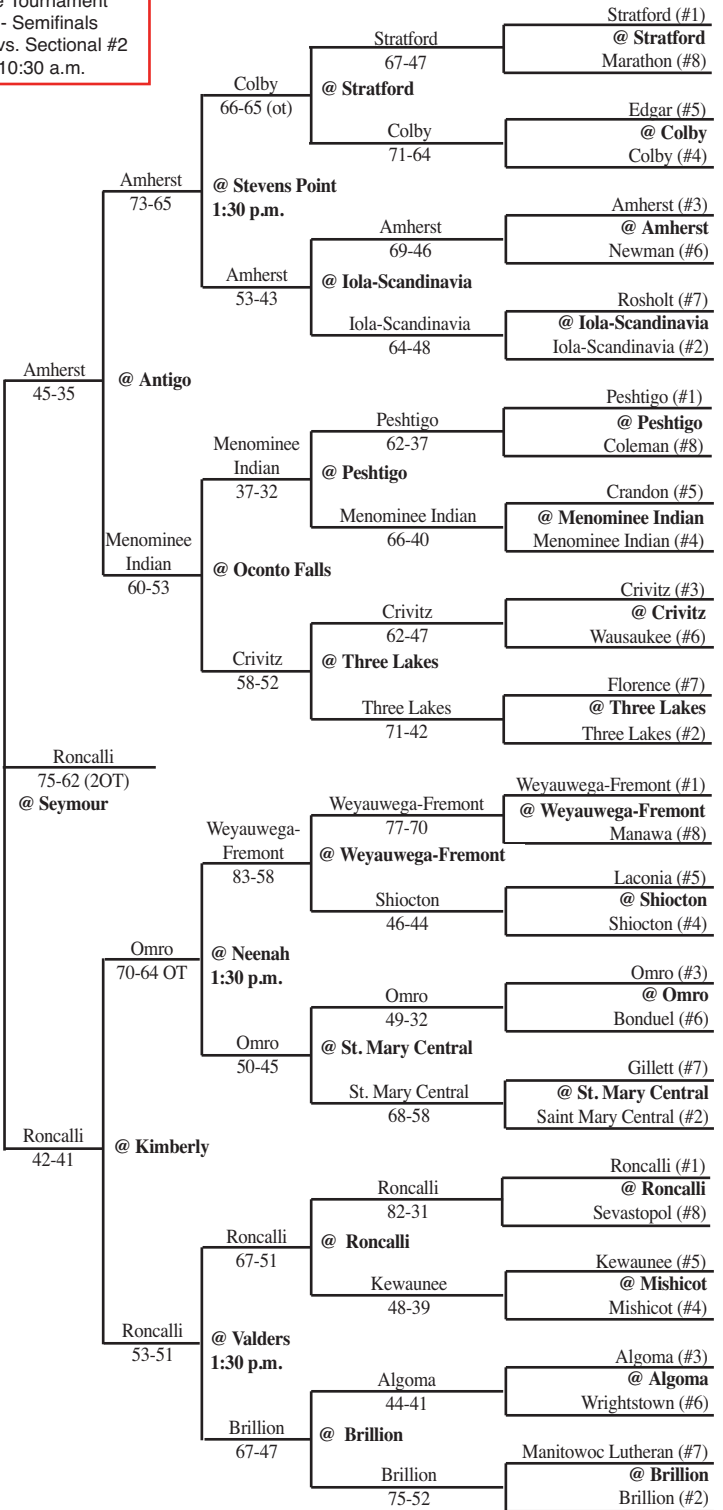 Tournament
- Semifinals
vs. Sectional #2
10:30 a.m.
Stratford (#1)
@ Stratford
Marathon (#8)
Stratford
67-47
Colby
66-65 (ot)
@ Stratford
Edgar (#5)
@ Colby
Colby (#4)
Colby
71-64
Amherst
73-65
@ Stevens Point
1:30 p.m.
Amherst (#3)
@ Amherst
Newman (#6)
Amherst
69-46
Amherst
53-43
@ Iola-Scandinavia
Rosholt (#7)
@ Iola-Scandinavia
Iola-Scandinavia (#2)
Iola-Scandinavia
64-48
Amherst
45-35
@ Antigo
Peshtigo (#1)
@ Peshtigo
Coleman (#8)
Peshtigo
62-37
Menominee
Indian
37-32
@ Peshtigo
Crandon (#5)
@ Menominee Indian
Menominee Indian (#4)
Menominee Indian
66-40
Menominee
Indian
60-53
@ Oconto Falls
Crivitz (#3)
@ Crivitz
Wausaukee (#6)
Crivitz
62-47
Crivitz
58-52
@ Three Lakes
Florence (#7)
@ Three Lakes
Three Lakes (#2)
Three Lakes
71-42
Roncalli
75-62 (2OT)
@ Seymour
Weyauwega-Fremont (#1)
@ Weyauwega-Fremont
Manawa (#8)
Weyauwega-Fremont
77-70
Weyauwega-
Fremont
83-58
@ Weyauwega-Fremont
Laconia (#5)
@ Shiocton
Shiocton (#4)
Shiocton
46-44
Omro
70-64 OT
@ Neenah
1:30 p.m.
Omro (#3)
@ Omro
Bonduel (#6)
Omro
49-32
Omro
50-45
@ St. Mary Central
Gillett (#7)
@ St. Mary Central
Saint Mary Central (#2)
St. Mary Central
68-58
Roncalli
42-41
@ Kimberly
Roncalli (#1)
@ Roncalli
Sevastopol (#8)
Roncalli
82-31
Roncalli
67-51
@ Roncalli
Kewaunee (#5)
@ Mishicot
Mishicot (#4)
Kewaunee
48-39
Roncalli
53-51
@ Valders
1:30 p.m.
Algoma (#3)
@ Algoma
Wrightstown (#6)
Algoma
44-41
Brillion
67-47
@ Brillion
Manitowoc Lutheran (#7)
@ Brillion
Brillion (#2)
Brillion
75-52